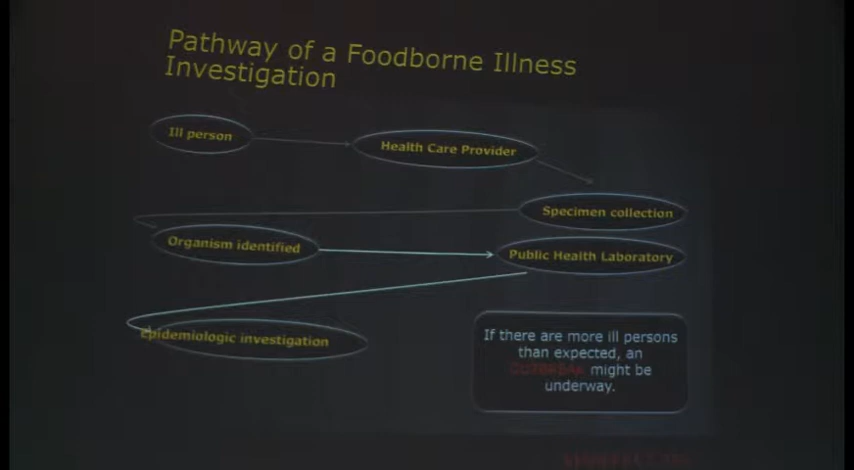 Pathway of a Foodborne Illness
Investigation
Ill person
Health Care Provider
Specimen collection
Organism identified
Public Health Laboratory
Epidemiologic investigation
If there are more ill persons
than expected, an
OUTBREAK might be
underway.